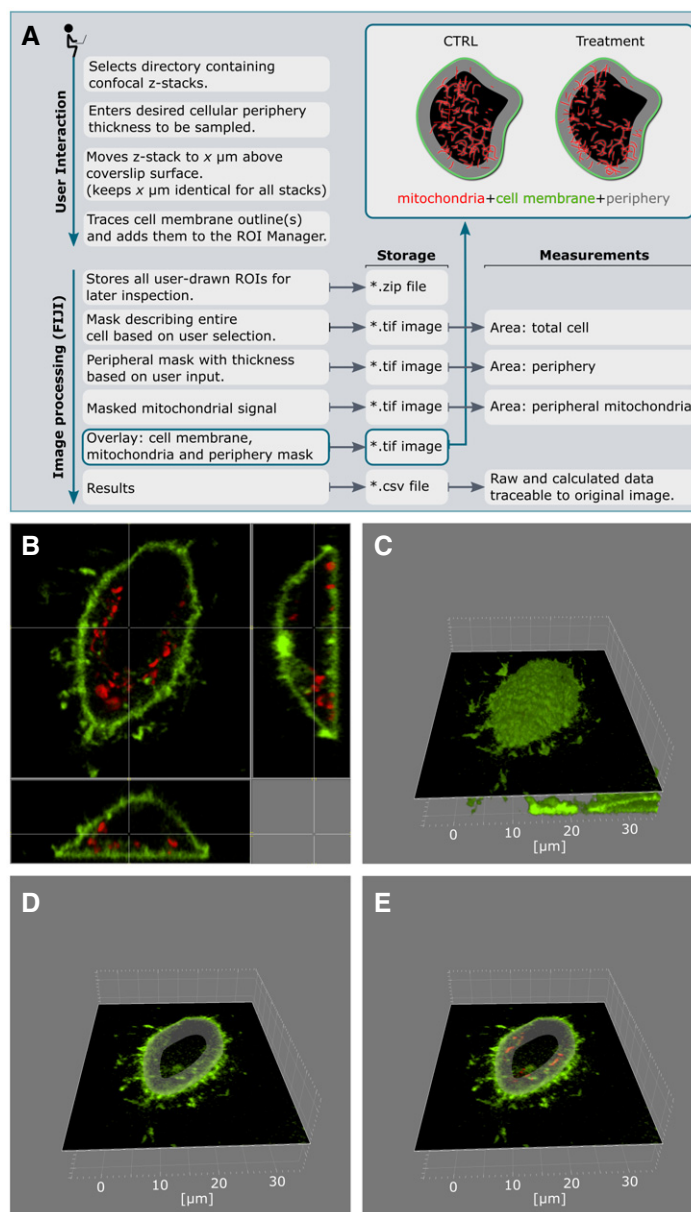 A
User Interaction
Selects directory containing
confocal z-stacks.
Enters desired cellular periphery
thickness to be sampled.
Moves z-stack to x µm above
coverslip surface.
(keeps x µm identical for all stacks)
Traces cell membrane outline(s)
and adds them to the ROI Manager.
CTRL
Treatment
mitochondria+cell membrane+periphery
Image processing (FIJI)
Storage
Measurements
Stores all user-drawn ROIs for
later inspection.
*.zip file
Mask describing entire
cell based on user selection.
*.tif image
Area: total cell
Peripheral mask with thickness
based on user input.
*.tif image
Area: periphery
Masked mitochondrial signal
*.tif image
Area: peripheral mitochondria
Overlay: cell membrane,
mitochondria and periphery mask
*.tif image
Results
*.csv file
Raw and calculated data
traceable to original image.
B
C
0 10 20 30
[µm]
D
0 10 20 30
[µm]
E
0 10 20 30
[µm]